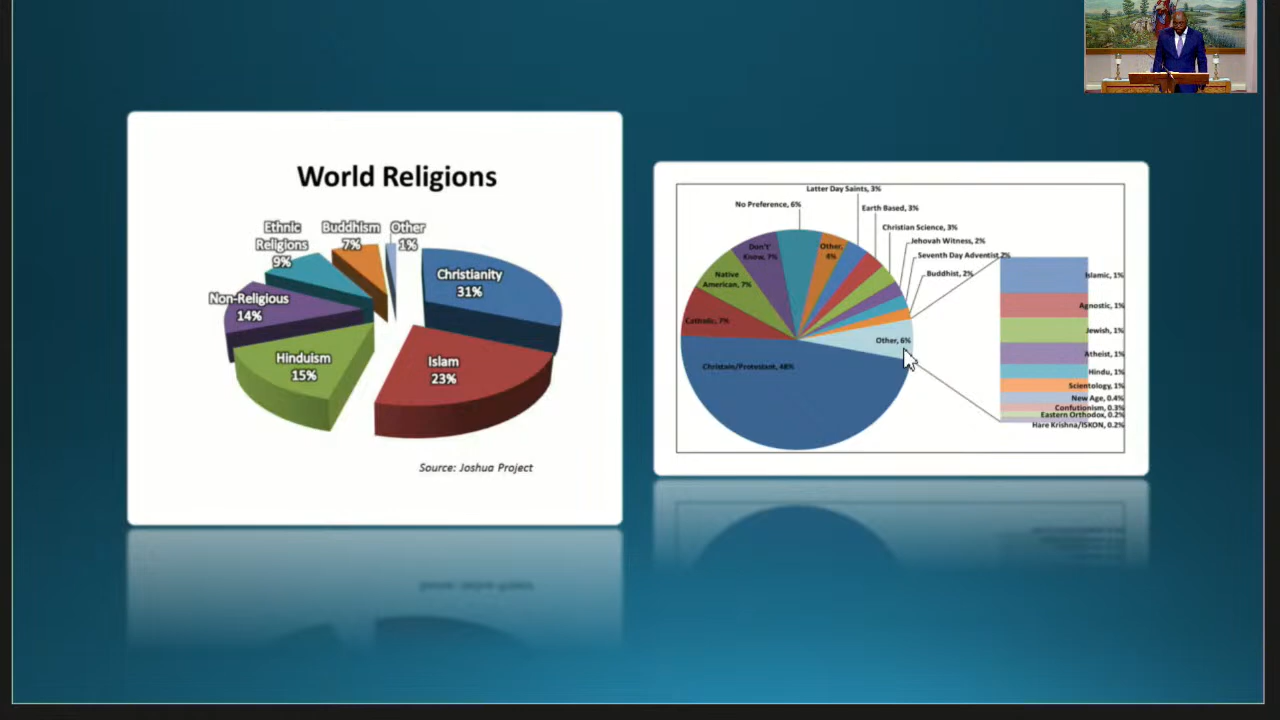 World Religions
Ethnic
Religions
9%
Buddhism
7%
Other
1%
Christianity
31%
Non-Religious
14%
Hinduism
15%
Islam
23%
Source: Joshua Project
Latter Day Saints, 3%
No Preference, 6%
Earth Based, 3%
Christian Science, 3%
Jehovah Witness, 2%
Seventh Day Adventist 2%
Buddhist, 2%
Don't
Know, 7%
Other,
Native
American, 7%
Catholic, 7%
Other, 6%
Christain/Protestant, 48%
Islamic, 1%
Agnostic, 1%
Jewish, 1%
Atheist, 1%
Hindu, 1%
Scientology, 1%
New Age, 0.4%
Confutionism, 0.3%
Eastern Orthodox, 0.2%
Hare Krishna/ISKON, 0.2%